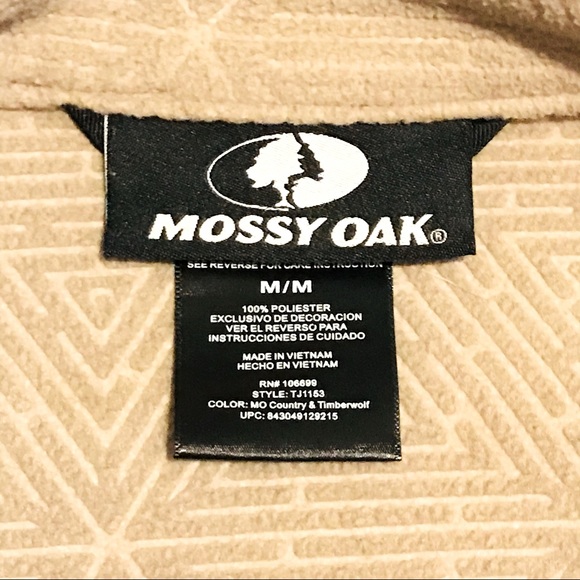 MOSSY OAK®
SEE REVERSE FOR CARE INSTRUCTION
M/M
100% POLIESTER
EXCLUSIVO DE DECORACION
VER EL REVERSO PARA
INSTRUCCIONES DE CUIDADO
MADE IN VIETNAM
HECHO EN VIETNAM
RN# 106699
STYLE: TJ1153
COLOR: MO Country & Timberwolf
UPC: 843049129215